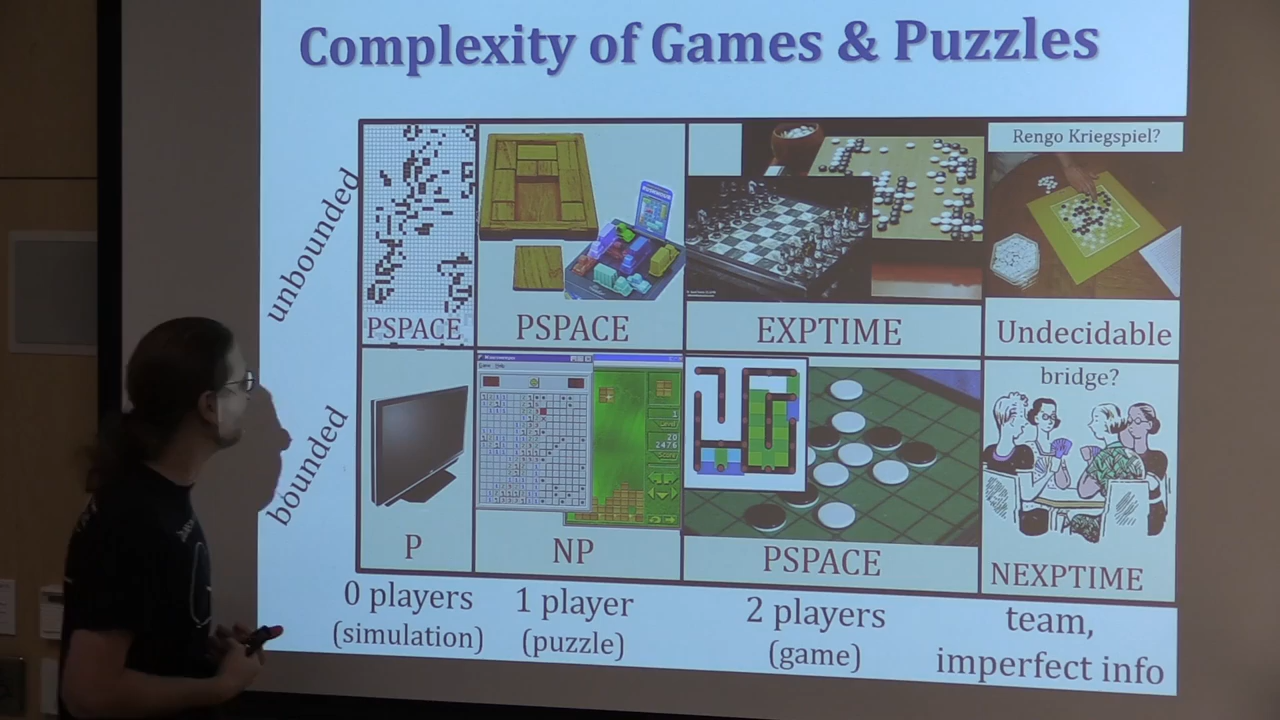 Complexity of Games & Puzzles
unbounded
PSPACE
PSPACE
EXPTIME
Rengo Kriegspiel?
Undecidable
bounded
P
NP
PSPACE
bridge?
NEXPTIME
0 players
(simulation)
1 player
(puzzle)
2 players
(game)
team,
imperfect info